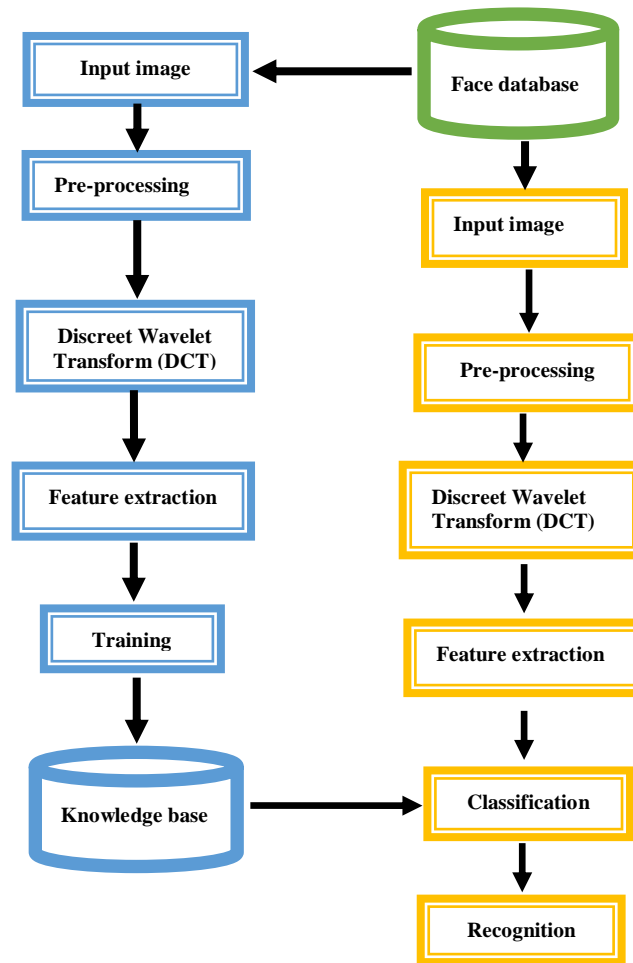 Input image
Face database
Pre-processing
Input image
Discreet Wavelet
Transform (DCT)
Pre-processing
Feature extraction
Discreet Wavelet
Transform (DCT)
Training
Feature extraction
Knowledge base
Classification
Recognition